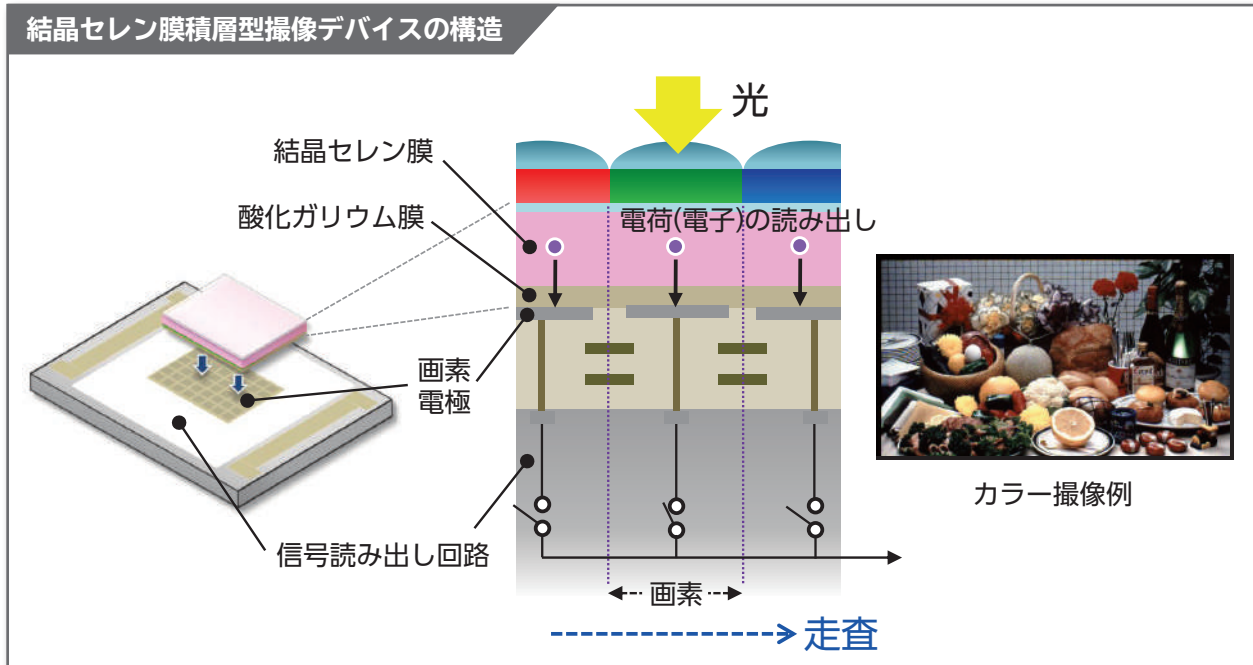 結晶セレン膜積層型撮像デバイスの構造
光
結晶セレン膜
酸化ガリウム膜
電荷(電子)の読み出し
画素
電極
信号読み出し回路
カラー撮像例
画素
走査